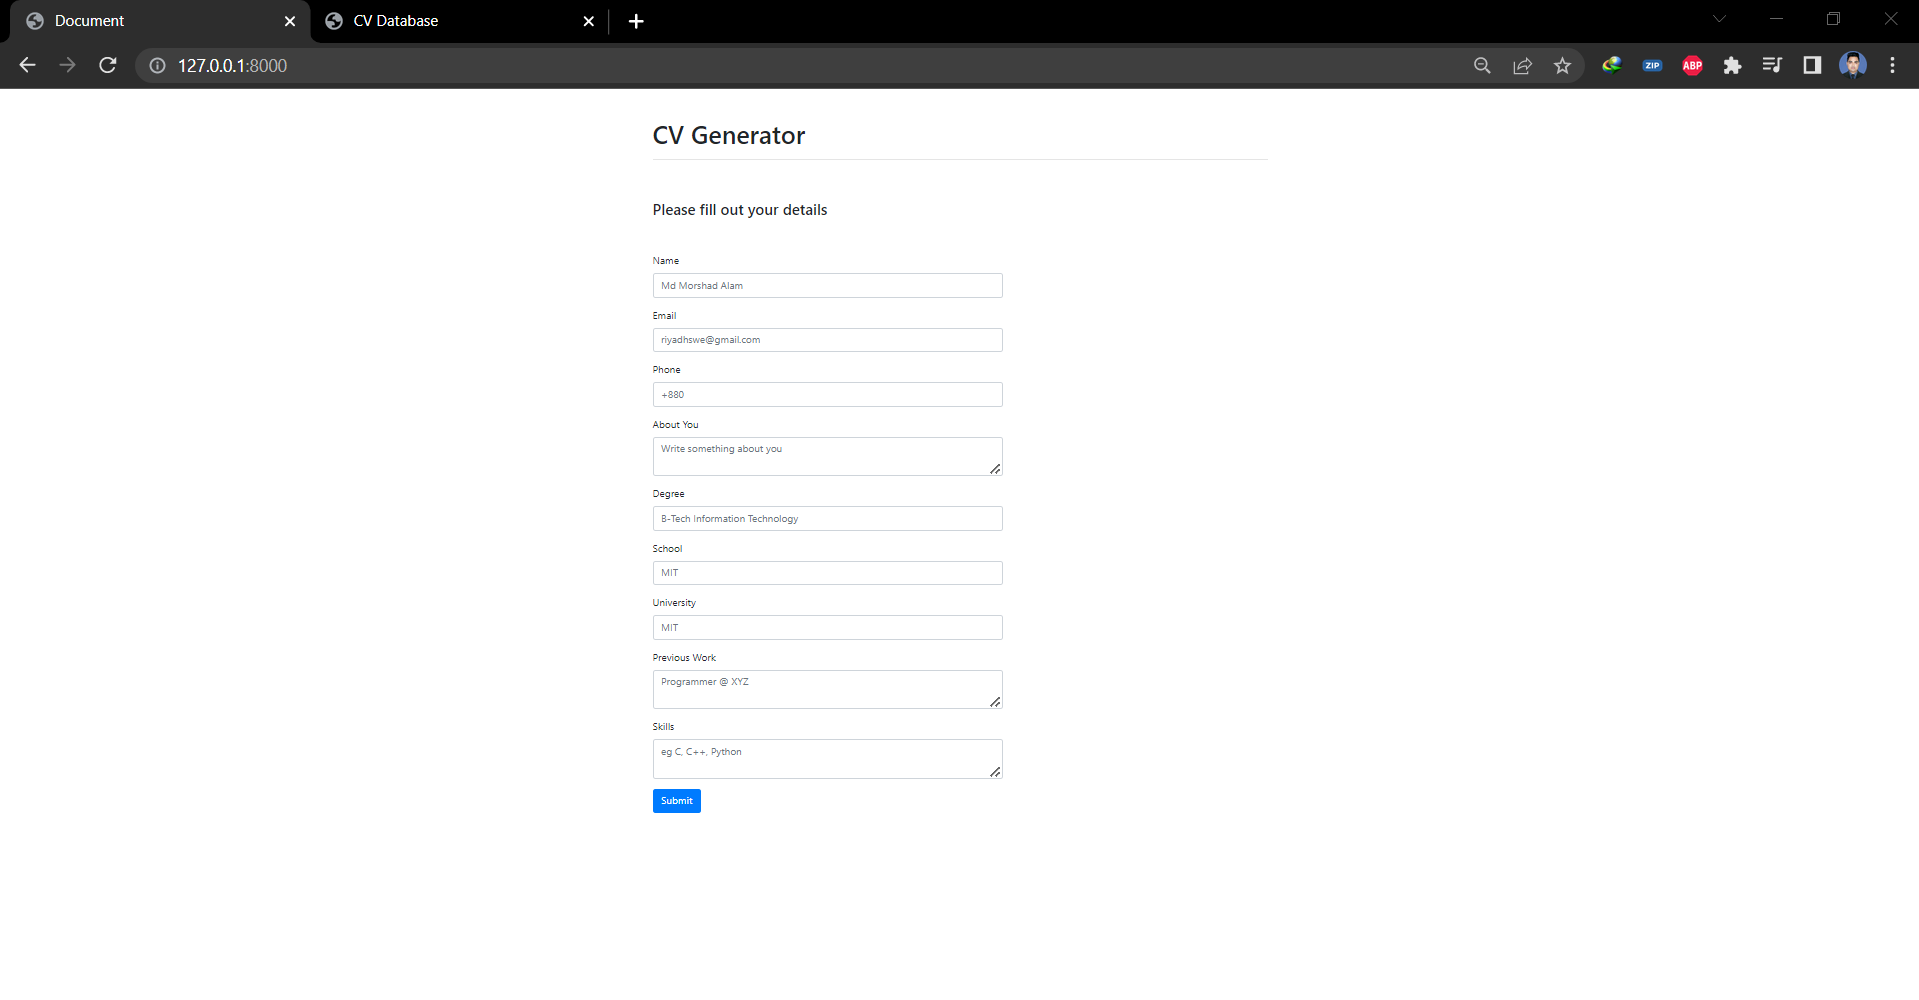 Document
CV Database
127.0.0.1:8000
ZIP
ABP
CV Generator
Please fill out your details
Name
Md Morshad Alam
Email
riyadhswe@gmail.com
Phone
+880
About You
Write something about you
Degree
B-Tech Information Technology
School
MIT
University
MIT
Previous Work
Programmer @ XYZ
Skills
eg C, C++, Python
Submit